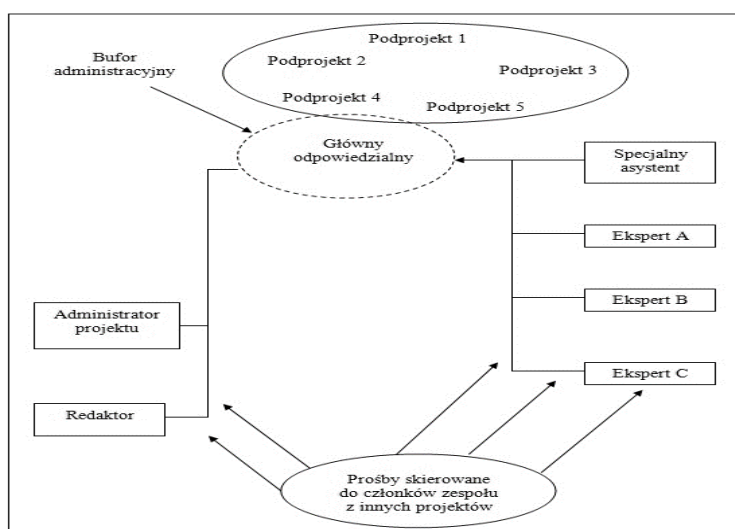 Podprojekt 1
Bufor
administracyjny
Podprojekt 2
Podprojekt 3
Podprojekt 4
Podprojekt 5
Główny
odpowiedzialny
Specjalny
asystent
Ekspert A
Ekspert B
Administrator
projektu
Ekspert C
Redaktor
Prośby skierowane
do członków zespołu
z innych projektów